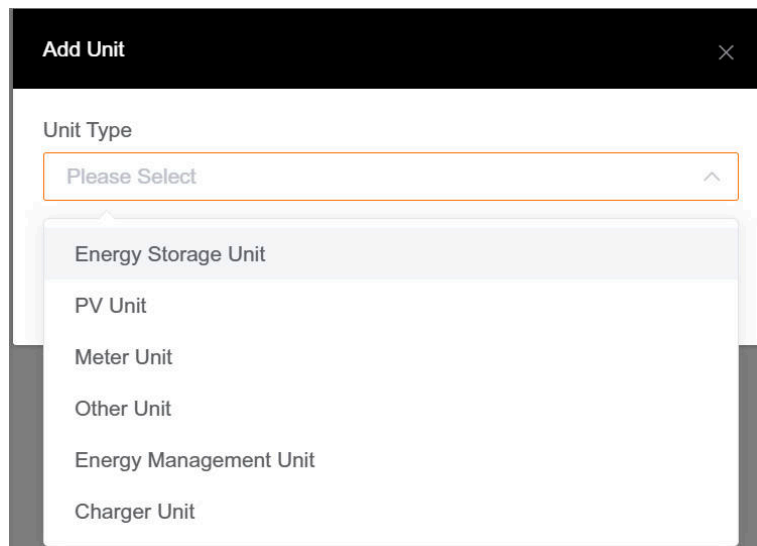 Add Unit
Unit Type
Please Select
Energy Storage Unit
PV Unit
Meter Unit
Other Unit
Energy Management Unit
Charger Unit